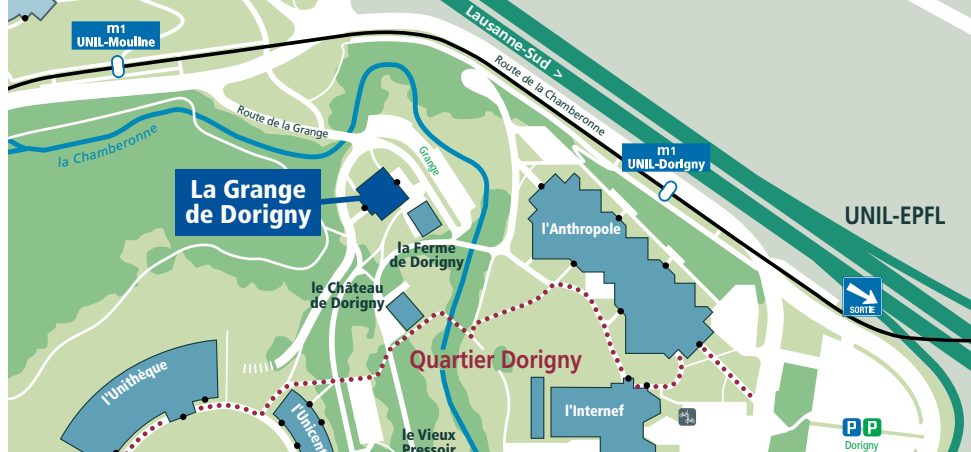 m1
UNIL-Mouline
Lausanne-Sud >
Route de la Chamberonne
Route de la Grange
la Chamberonne
Grange
m1
UNIL-Dorigny
La Grange
de Dorigny
l'Anthropole
UNIL-EPFL
la Ferme
de Dorigny
le Château
de Dorigny
SORTIE
Quartier Dorigny
l'Unithèque
l'Unicent
l'Internef
le Vieux
Pressoir
P P
Dorigny